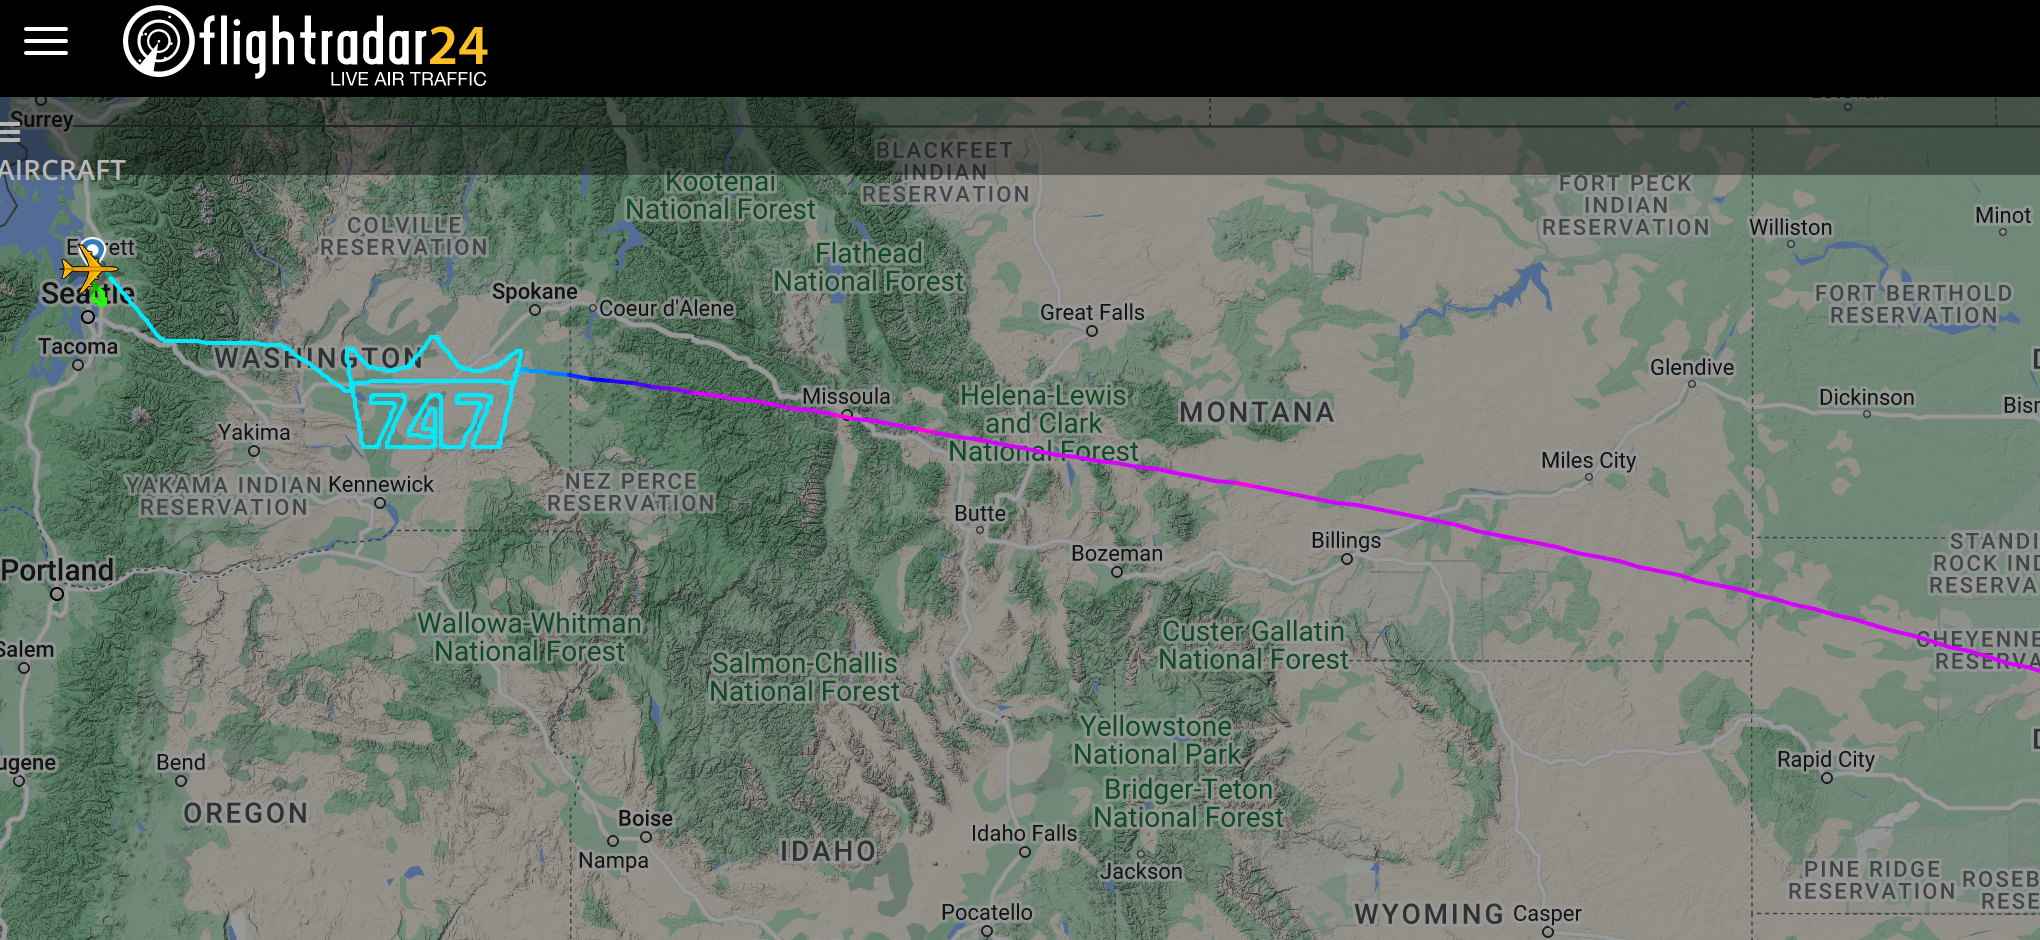 flightradar24
LIVE AIR TRAFFIC
Surrey
AIRCRAFT
BLACKFEET
INDIAN
RESERVATION
Kootenai
National Forest
FORT PECK
INDIAN
RESERVATION
COLVILLE
RESERVATION
Williston
Minot
Everett
Flathead
National Forest
Seattle
Spokane
Coeur d'Alene
Great Falls
FORT BERTHOLD
RESERVATION
Tacoma
WASHINGTON
Glendive
747
Missoula
Helena-Lewis
and Clark
National Forest
MONTANA
Dickinson
Bisr
Yakima
Miles City
YAKAMA INDIAN
RESERVATION
Kennewick
NEZ PERCE
RESERVATION
Butte
Billings
Bozeman
STANDI
ROCK IND
RESERVA
Portland
Wallowa-Whitman
National Forest
Custer Gallatin
National Forest
CHEYENNE
RESERVA
Salem
Salmon-Challis
National Forest
Yellowstone
National Park
ugene
Bend
Rapid City
Bridger-Teton
National Forest
OREGON
Boise
Idaho Falls
IDAHO
Nampa
Jackson
PINE RIDGE
RESERVATION
ROSEB
RESE
Pocatello
WYOMING
Casper